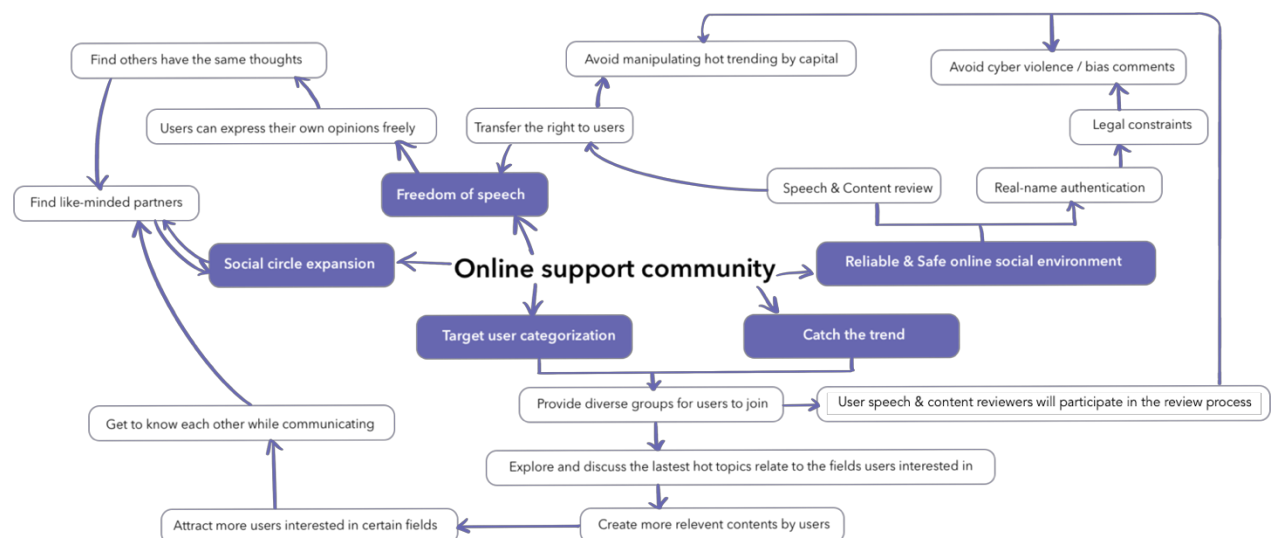 Find others have the same thoughts
Avoid manipulating hot trending by capital
Avoid cyber violence / bias comments
Users can express their own opinions freely
Transfer the right to users
Legal constraints
Freedom of speech
Speech & Content review
Real-name authentication
Find like-minded partners
Social circle expansion
Online support community
Reliable & Safe online social environment
Target user categorization
Catch the trend
Provide diverse groups for users to join
User speech & content reviewers will participate in the review process
Get to know each other while communicating
Explore and discuss the lastest hot topics relate to the fields users interested in
Attract more users interested in certain fields
Create more relevent contents by users